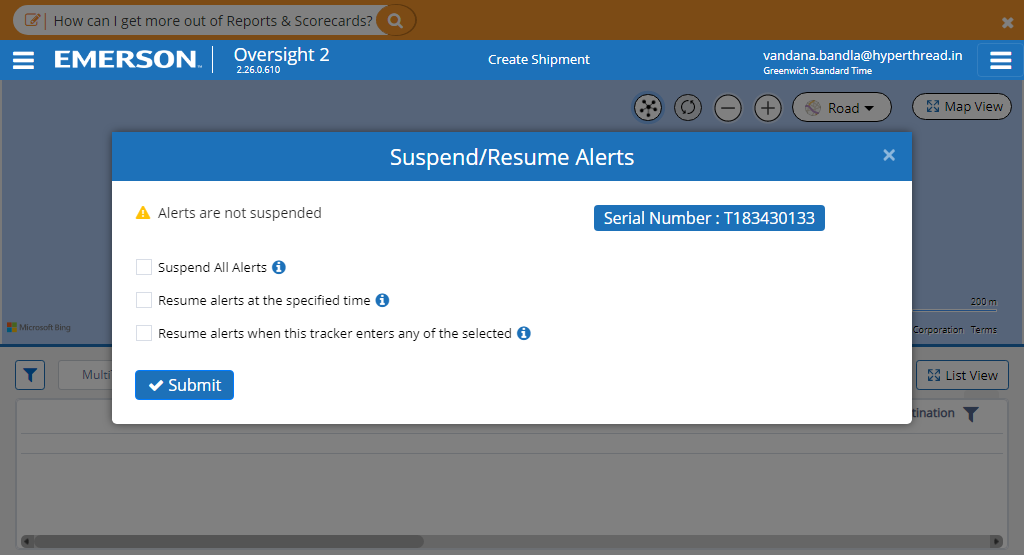 How can I get more out of Reports & Scorecards?
EMERSON
Oversight 2
2.26.0.610
Create Shipment
vandana.bandla@hyperthread.in
Greenwich Standard Time
Road
Map View
Suspend/Resume Alerts
Alerts are not suspended
Serial Number : T183430133
Suspend All Alerts
Resume alerts at the specified time
Resume alerts when this tracker enters any of the selected
Submit
200 m
Microsoft Bing
Corporation Terms
Multi
List View
tination